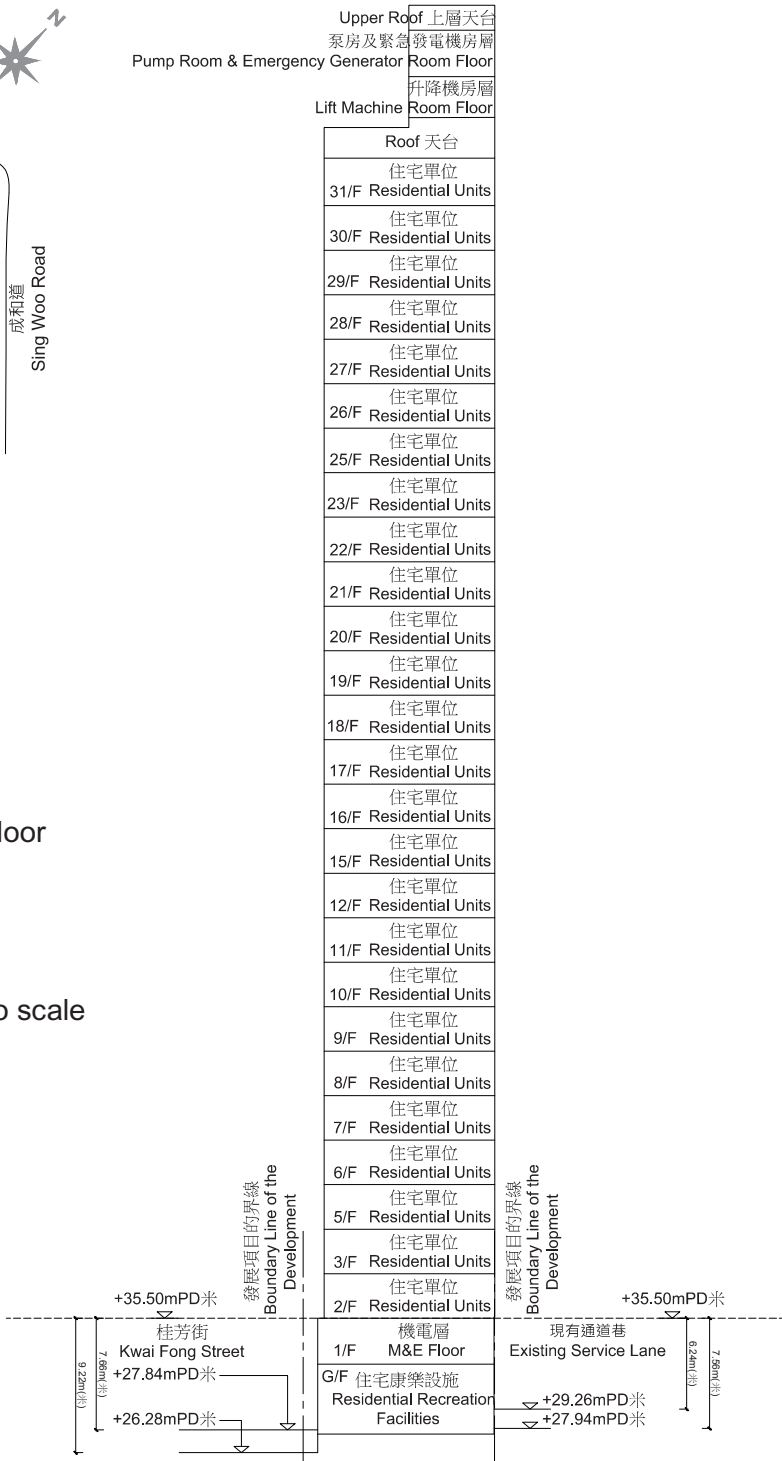 N
Upper Roof 上層天台
泵房及緊急發電機房層
Pump Room & Emergency Generator Room Floor
升降機房層
Lift Machine Room Floor
Roof 天台
成和道
Sing Woo Road
住宅單位
31/F Residential Units
住宅單位
30/F Residential Units
住宅單位
29/F Residential Units
住宅單位
28/F Residential Units
住宅單位
27/F Residential Units
住宅單位
26/F Residential Units
住宅單位
25/F Residential Units
住宅單位
23/F Residential Units
住宅單位
22/F Residential Units
住宅單位
21/F Residential Units
住宅單位
20/F Residential Units
住宅單位
19/F Residential Units
住宅單位
18/F Residential Units
住宅單位
17/F Residential Units
住宅單位
16/F Residential Units
loor
住宅單位
15/F Residential Units
住宅單位
12/F Residential Units
住宅單位
11/F Residential Units
住宅單位
10/F Residential Units
o scale
住宅單位
9/F Residential Units
住宅單位
8/F Residential Units
住宅單位
7/F Residential Units
住宅單位
6/F Residential Units
住宅單位
5/F Residential Units
住宅單位
3/F Residential Units
住宅單位
2/F Residential Units
發展項目的界線
Boundary Line of the
Development
發展項目的界線
Boundary Line of the
Development
+35.50mPD米
+35.50mPD米
桂芳街
Kwai Fong Street
機電層
1/F M&E Floor
現有通道巷
Existing Service Lane
9.22m(米)
7.66m(米)
+27.84mPD米
+26.28mPD米
G/F 住宅康樂設施
Residential Recreation
Facilities
+29.26mPD米
+27.94mPD米
6.24m(米)
7.56m(米)